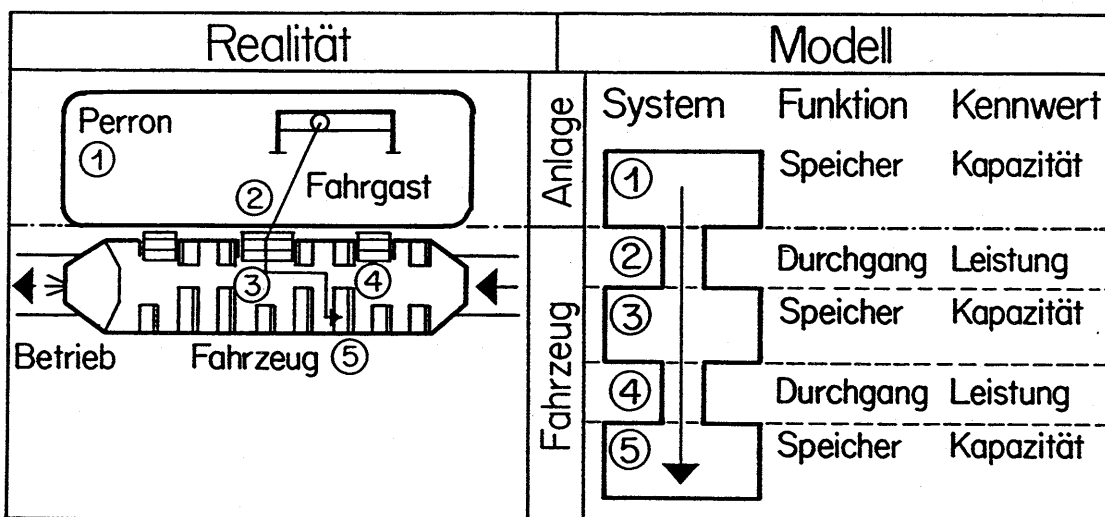 Realität
Modell
Perron
①
②
Fahrgast
③
④
Betrieb
Fahrzeug ⑤
Anlage
Fahrzeug
System Funktion Kennwert
① Speicher Kapazität
② Durchgang Leistung
③ Speicher Kapazität
④ Durchgang Leistung
⑤ Speicher Kapazität